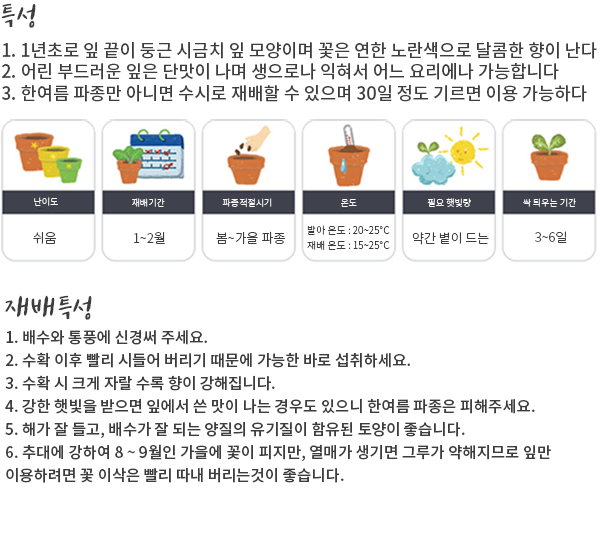 특성
1. 1년초로 잎 끝이 둥근 시금치 잎 모양이며 꽃은 연한 노란색으로 달콤한 향이 난다
2. 어린 부드러운 잎은 단맛이 나며 생으로나 익혀서 어느 요리에나 가능합니다
3. 한여름 파종만 아니면 수시로 재배할 수 있으며 30일 정도 기르면 이용 가능하다
난이도
재배기간
파종적절시기
온도
필요 햇빛량
싹 틔우는 기간
쉬움
1~2월
봄~가을 파종
발아 온도 : 20~25°C
재배 온도 : 15~25°C
약간 볕이 드는
3~6일
재배특성
1. 배수와 통풍에 신경써 주세요.
2. 수확 이후 빨리 시들어 버리기 때문에 가능한 바로 섭취하세요.
3. 수확 시 크게 자랄 수록 향이 강해집니다.
4. 강한 햇빛을 받으면 잎에서 쓴 맛이 나는 경우도 있으니 한여름 파종은 피해주세요.
5. 해가 잘 들고, 배수가 잘 되는 양질의 유기질이 함유된 토양이 좋습니다.
6. 추대에 강하여 8 ~ 9월인 가을에 꽃이 피지만, 열매가 생기면 그루가 약해지므로 잎만
이용하려면 꽃 이삭은 빨리 따내 버리는것이 좋습니다.